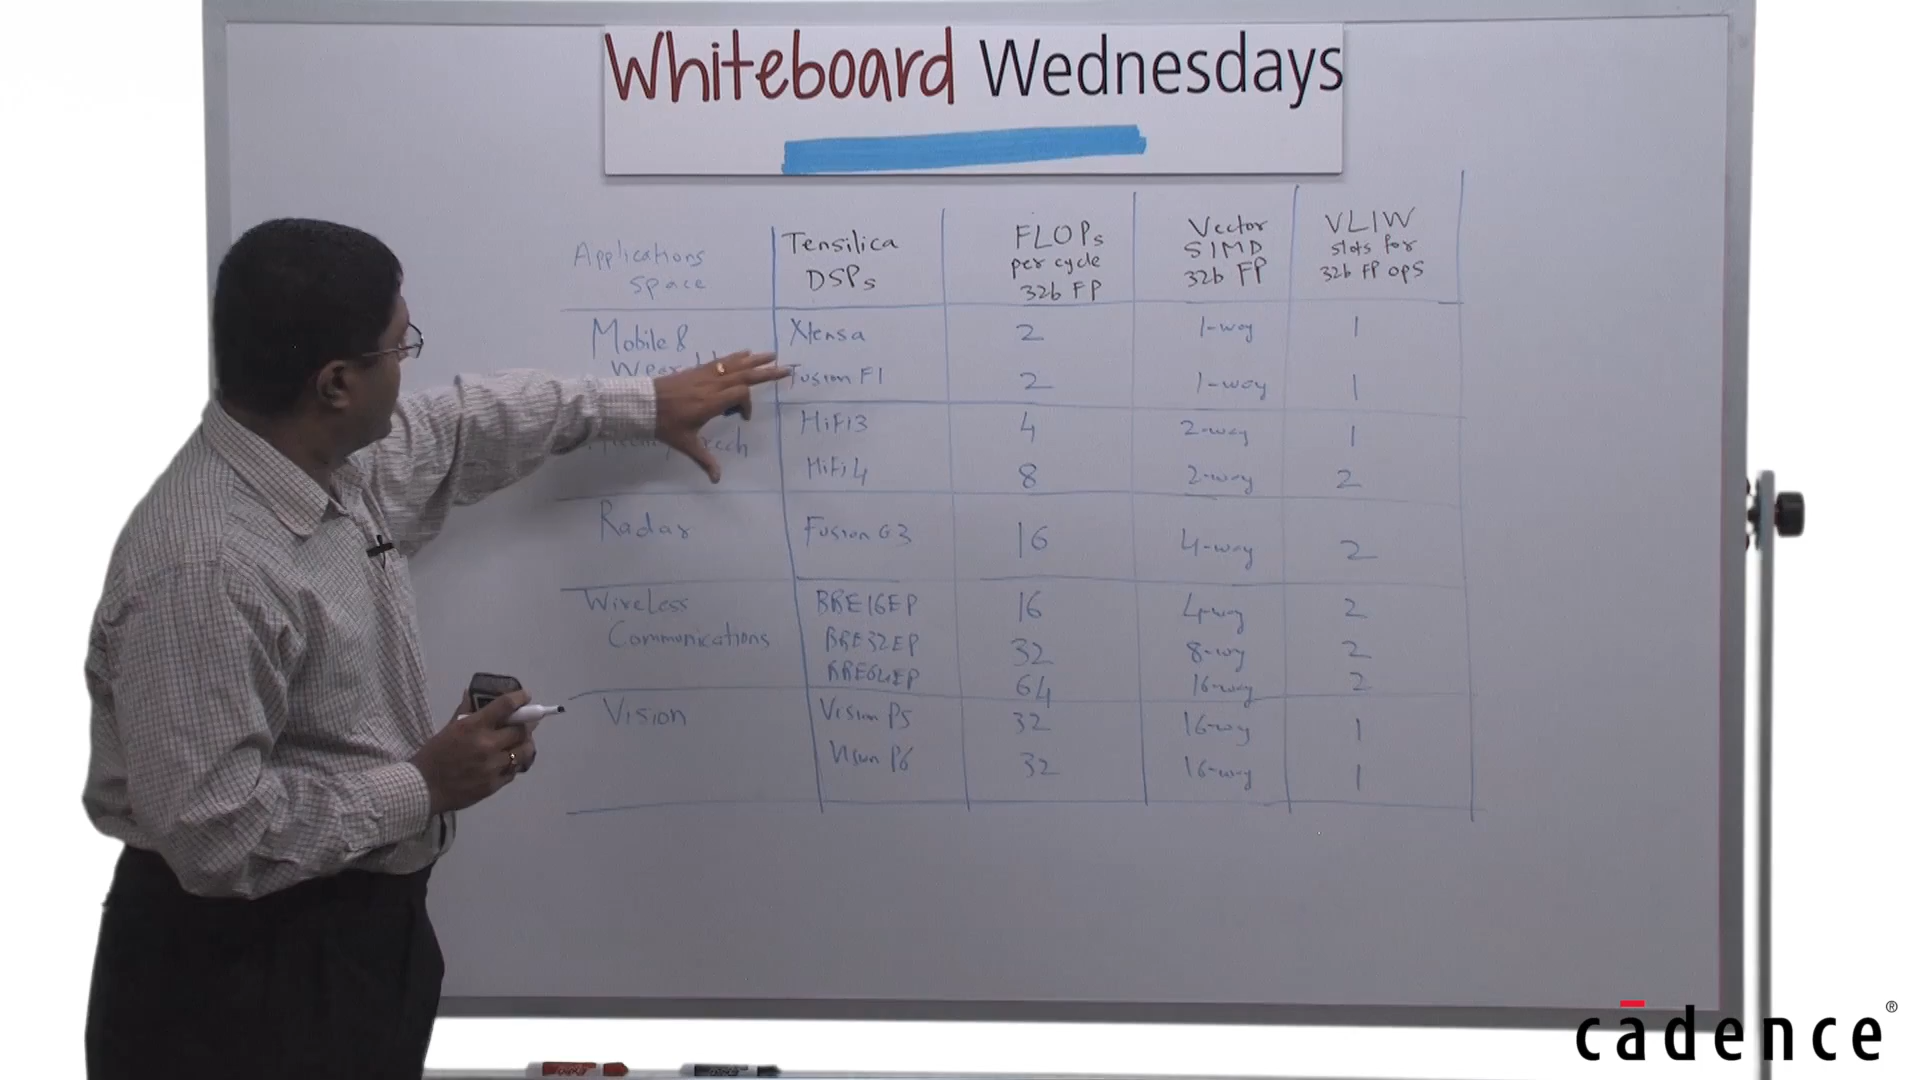 Whiteboard Wednesdays
Applications Space
Tensilica DSPs
FLOPs per cycle 32b FP
Vector SIMD 32b FP
VLIW slots for 32b FP ops
Mobile &
Xtensa 2 1-way 1
Fusion F1 2 1-way 1
HiFi3 4 2-way 1
HiFi4 8 2-way 2
Radar Fusion G3 16 4-way 2
Wireless Communications
BBE16EP 16 4-way 2
BBE32EP 32 8-way 2
BBE64EP 64 16-way 2
Vision Vision P5 32 16-way 1
Vision P6 32 16-way 1
cādence®